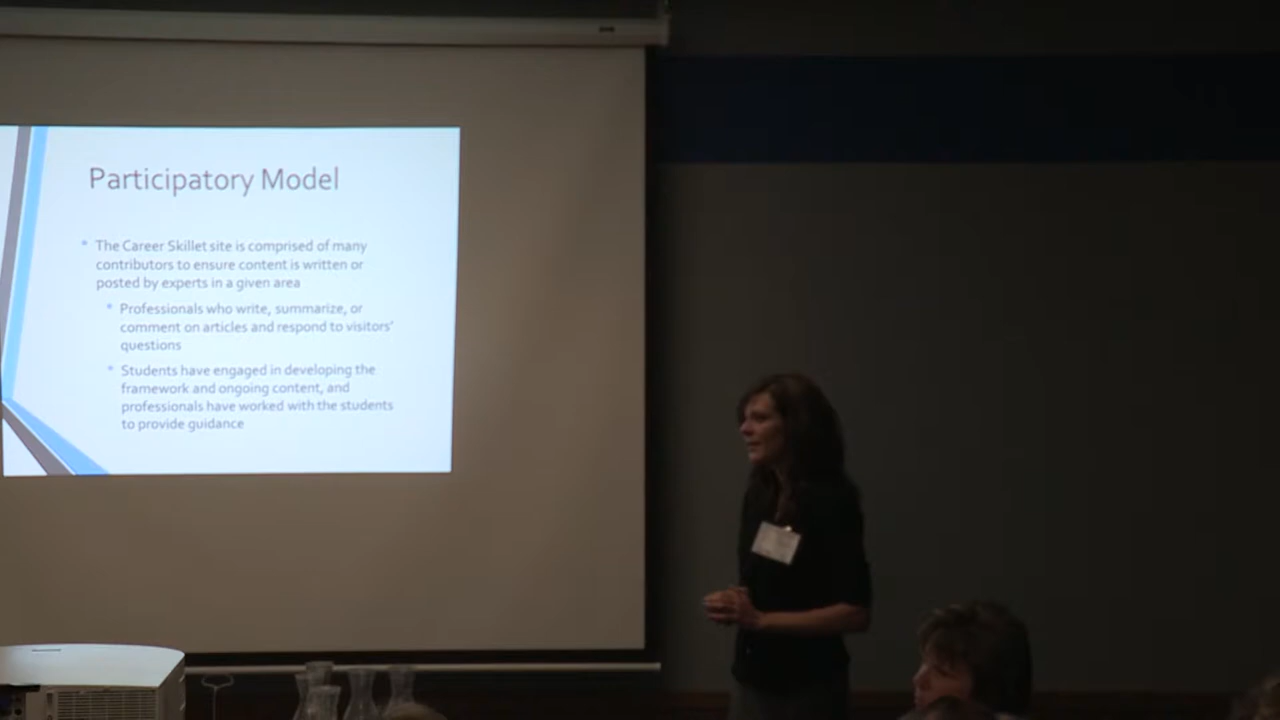 Participatory Model
The Career Skillet site is comprised of many
contributors to ensure content is written or
posted by experts in a given area
Professionals who write, summarize, or
comment on articles and respond to visitors'
questions
Students have engaged in developing the
framework and ongoing content, and
professionals have worked with the students
to provide guidance